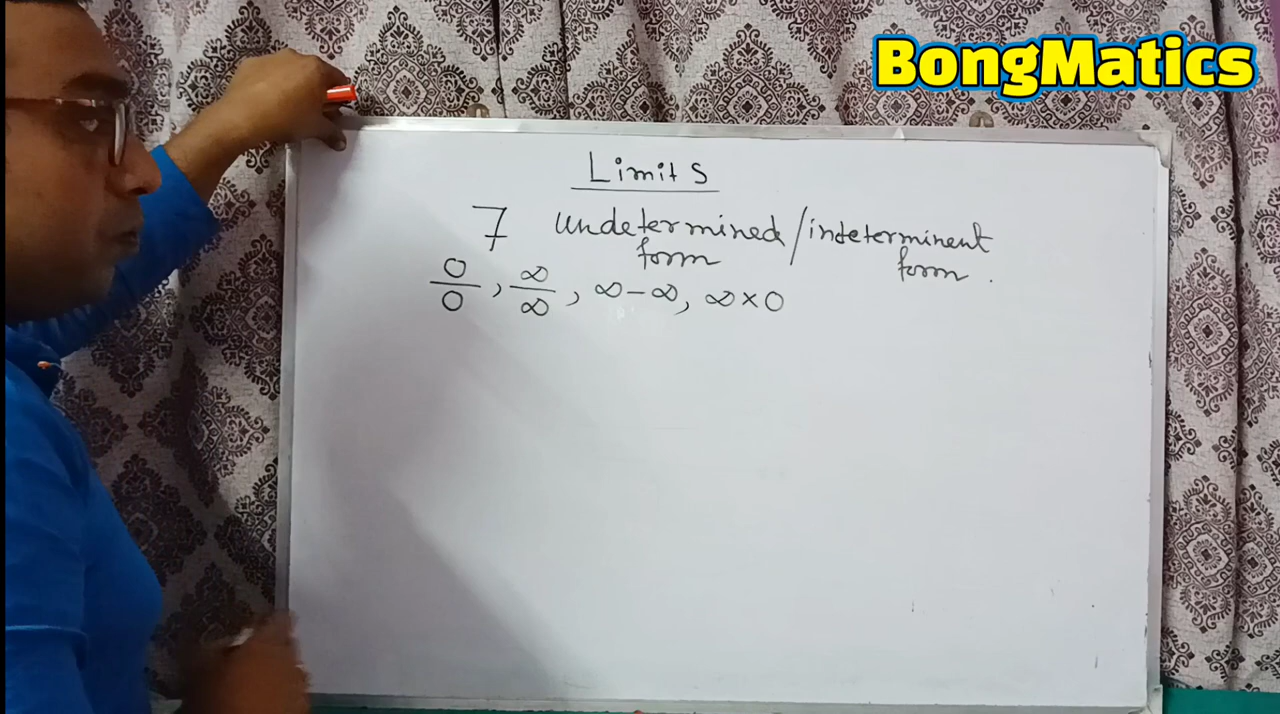 BongMatics
Limits
7 undetermined/indeterminent
form form.
0/0, ∞/∞, ∞-∞, ∞×0